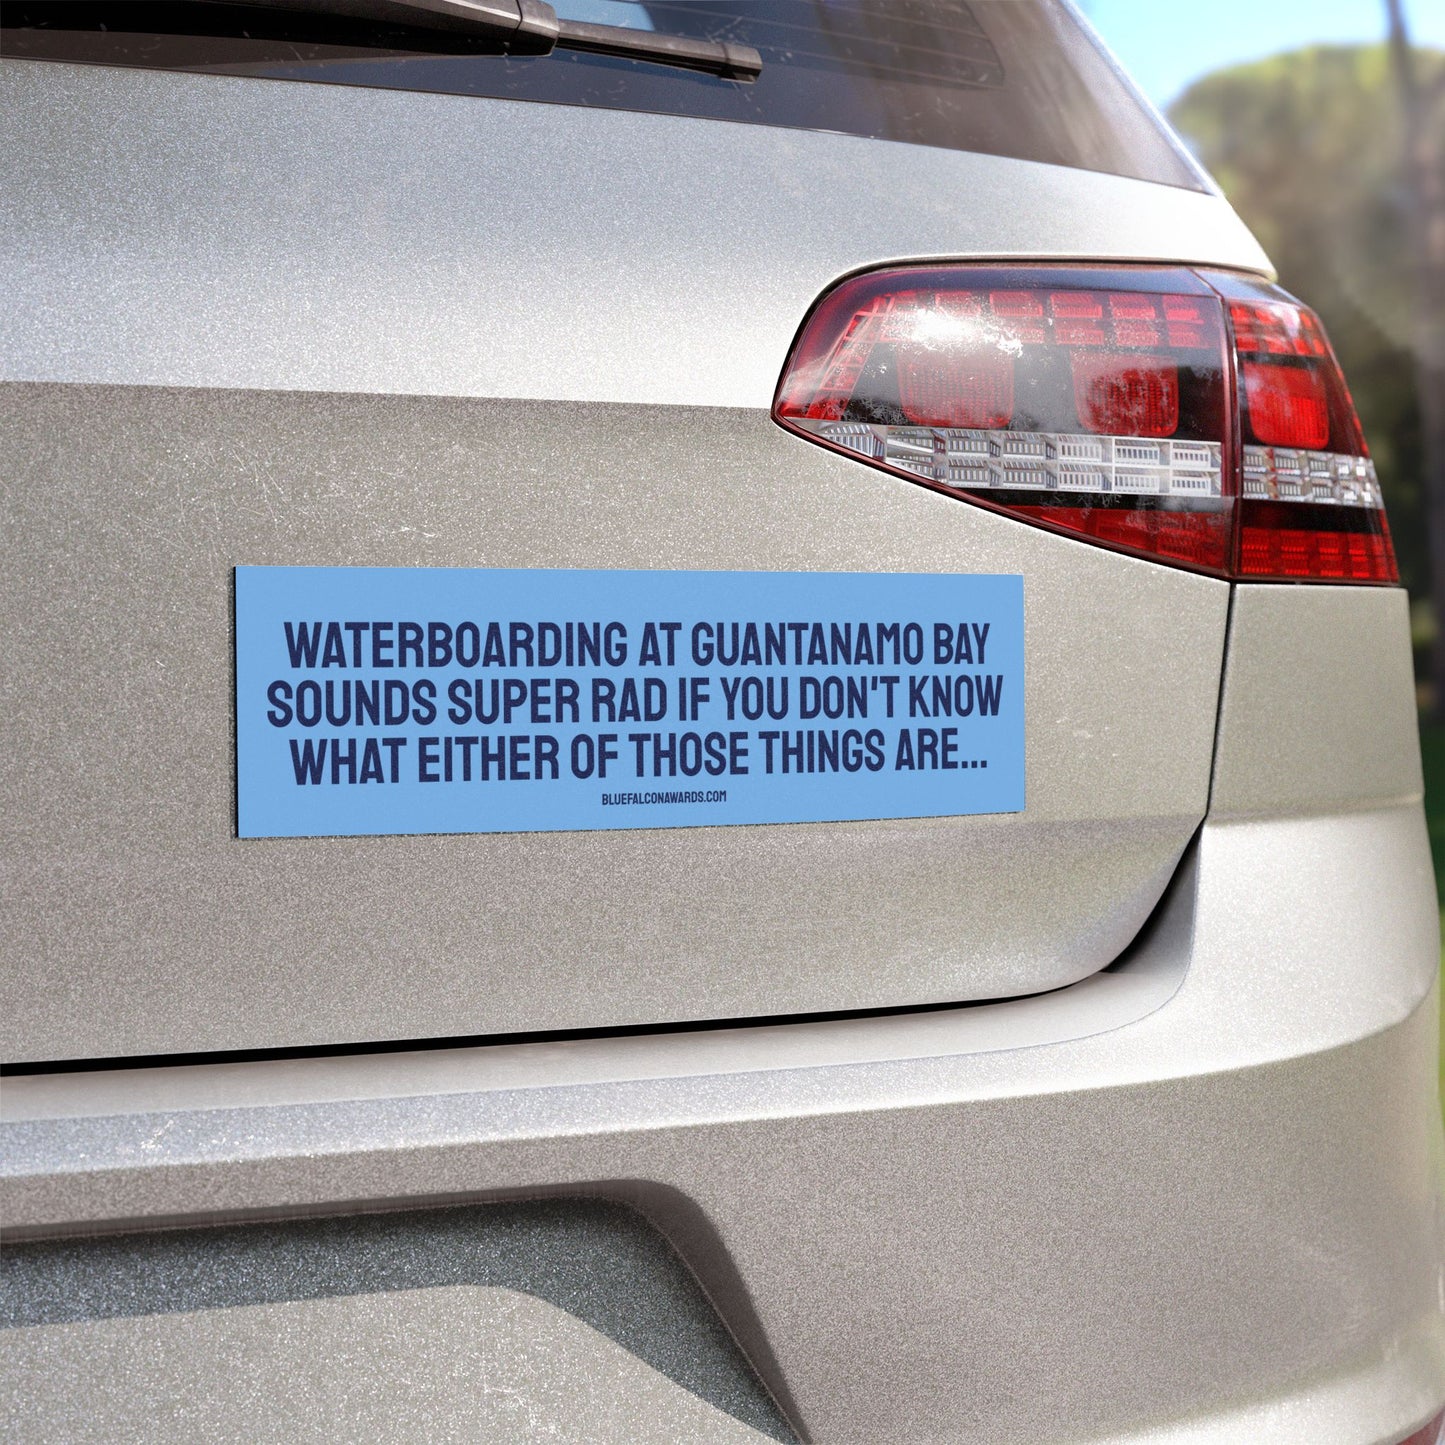 WATERBOARDING AT GUANTANAMO BAY
SOUNDS SUPER RAD IF YOU DON'T KNOW
WHAT EITHER OF THOSE THINGS ARE...
BLUEFALCONAWARDS.COM